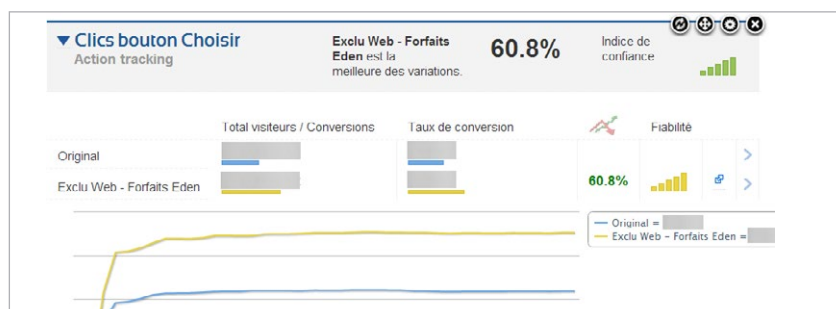 Clics bouton Choisir
Action tracking
Exclu Web - Forfaits
Eden est la
meilleure des variations.
60.8%
Indice de
confiance
Total visiteurs / Conversions
Taux de conversion
Fiabilité
Original
Exclu Web - Forfaits Eden
60.8%
Original =
Exclu Web - Forfaits Eden =